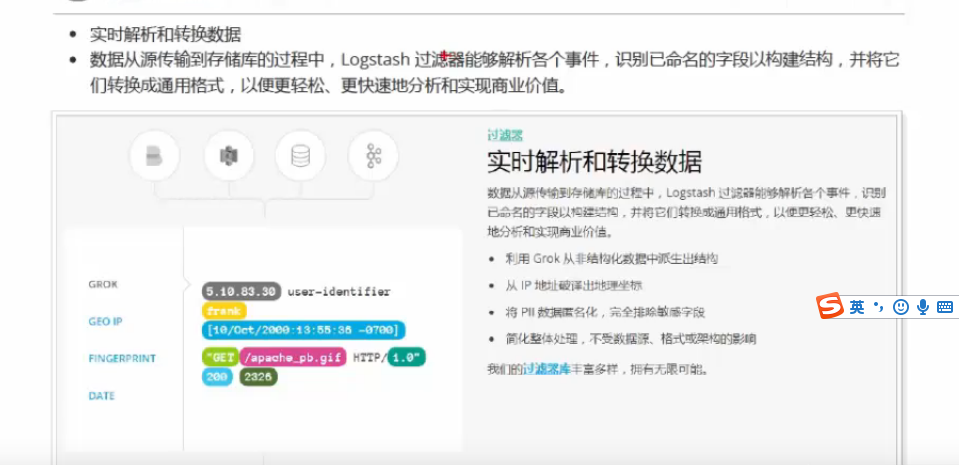 实时解析和转换数据
数据从源传输到存储库的过程中，Logstash 过滤器能够解析各个事件，识别已命名的字段以构建结构，并将它
们转换成通用格式，以便更轻松、更快速地分析和实现商业价值。
过滤器
实时解析和转换数据
数据从源传输到存储库的过程中，Logstash 过滤器能够解析各个事件，识别
已命名的字段以构建结构，并将它们转换成通用格式，以便更轻松、更快速
地分析和实现商业价值。
利用 Grok 从非结构化数据中派生出结构
从 IP 地址破译出地理坐标
将 PII 数据匿名化，完全排除敏感字段
简化整体处理，不受数据源、格式或架构的影响
我们的过滤器库丰富多样，拥有无限可能。
GROK
GEO IP
FINGERPRINT
DATE
5.10.83.30 user-identifier
frank
[10/Oct/2000:13:55:36 -0700]
"GET /apache_pb.gif HTTP/1.0"
200 2326
S 英